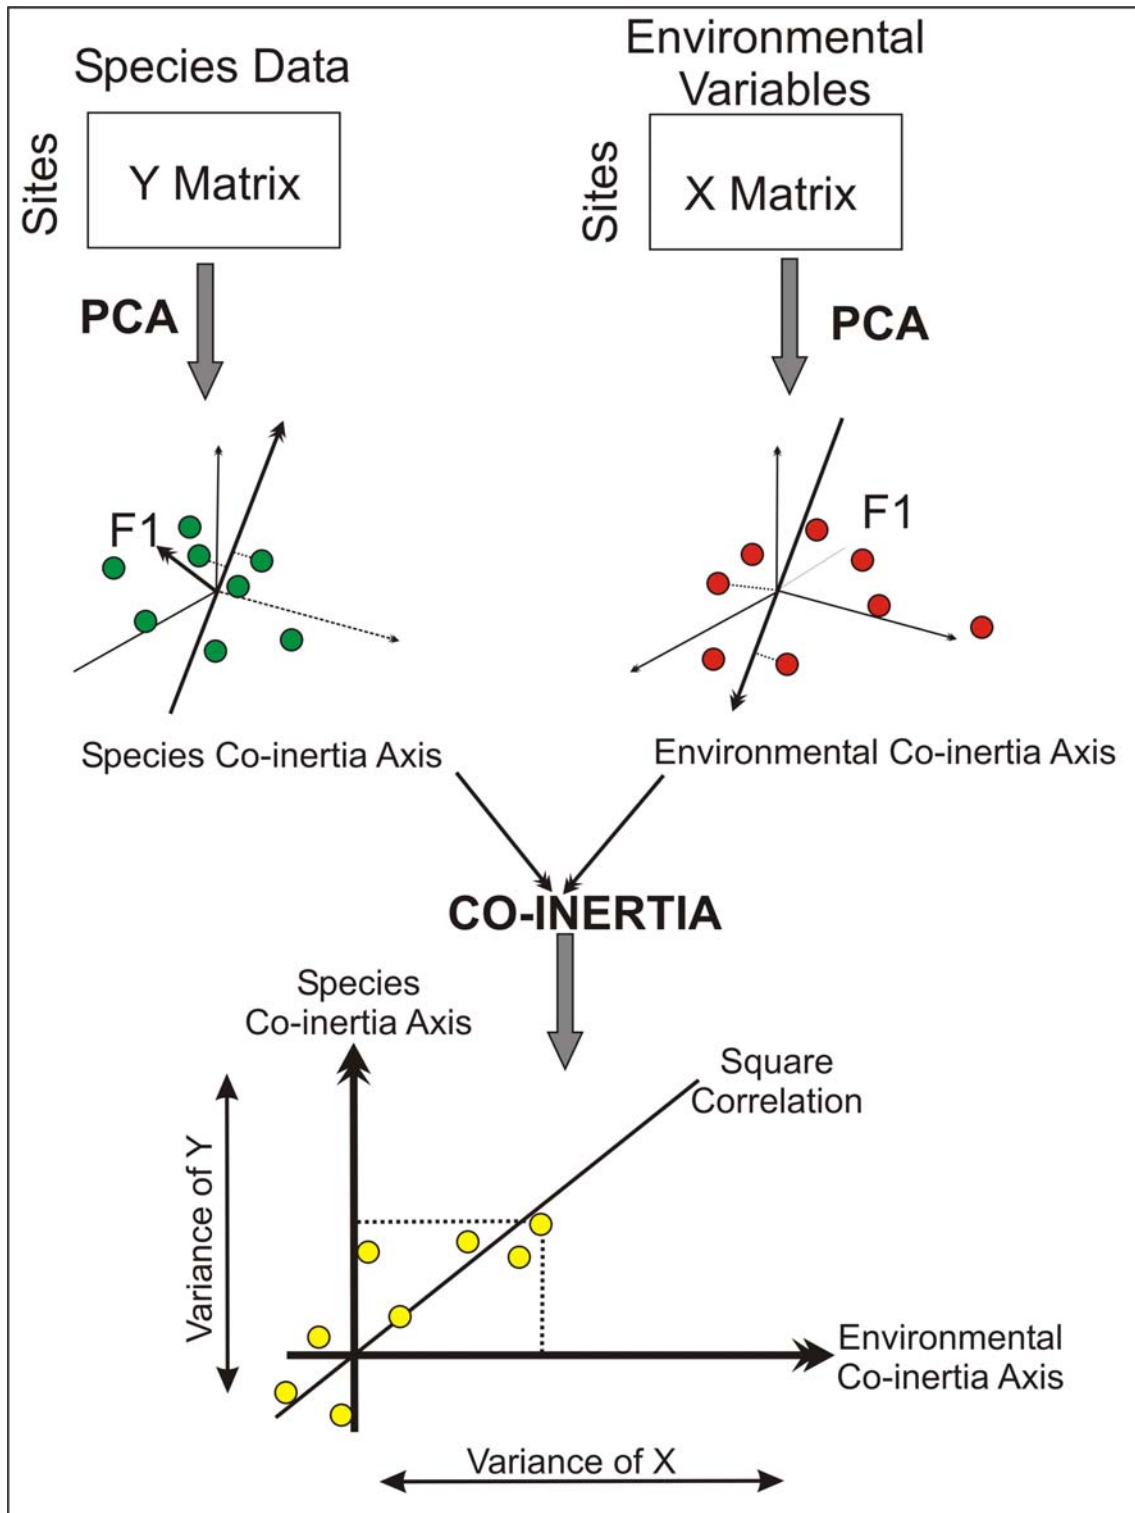 Species Data
Sites
Y Matrix
PCA
Environmental
Variables
Sites
X Matrix
PCA
F1
F1
Species Co-inertia Axis
Environmental Co-inertia Axis
CO-INERTIA
Species
Co-inertia Axis
Square
Correlation
Variance of Y
Environmental
Co-inertia Axis
Variance of X